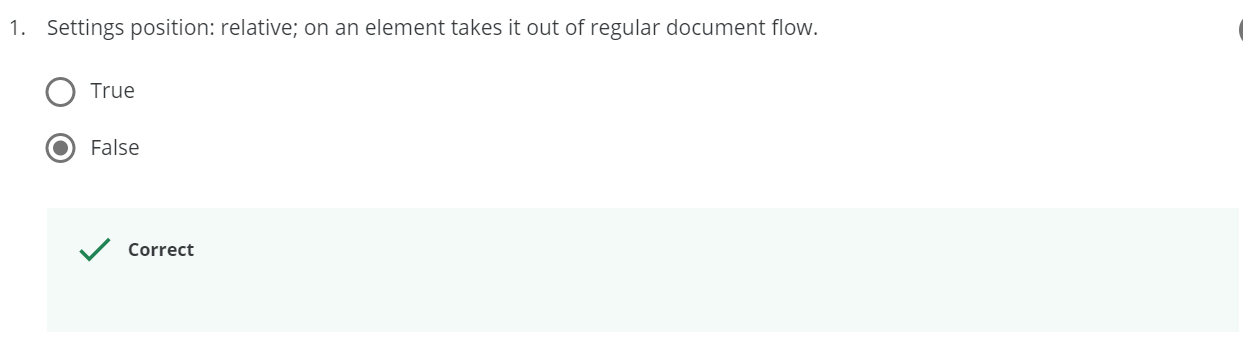 1. Settings position: relative; on an element takes it out of regular document flow.
True
False
Correct